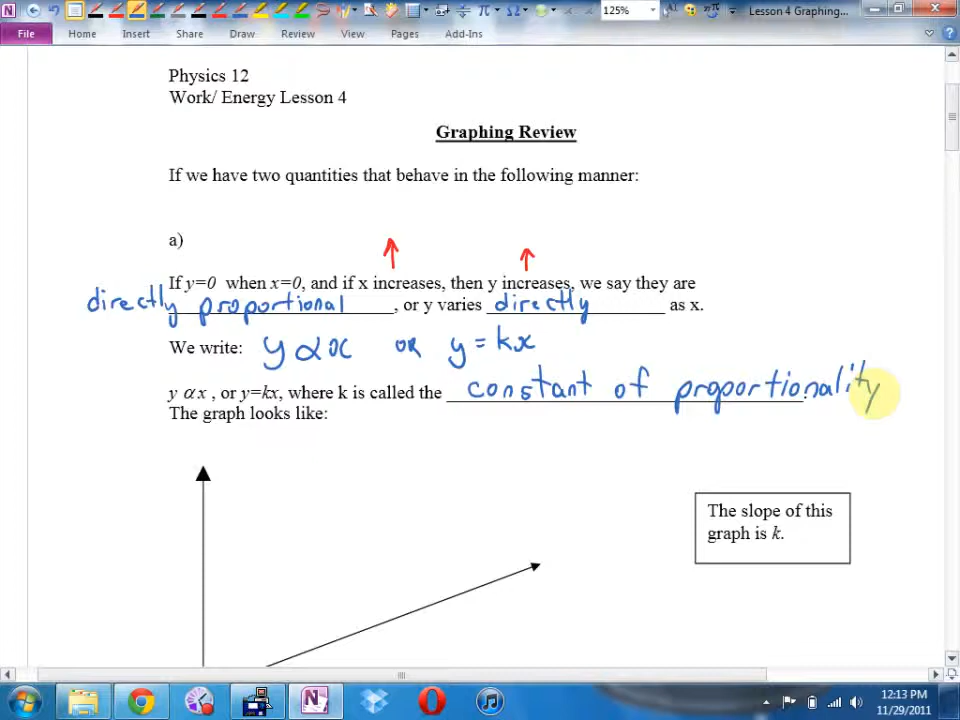 125%
Lesson 4 Graphing...
File Home Insert Share Draw Review View Pages Add-Ins
Physics 12
Work/ Energy Lesson 4
Graphing Review
If we have two quantities that behave in the following manner:
a)
If y=0 when x=0, and if x increases, then y increases, we say they are
directly proportional, or y varies directly as x.
We write: y α x OR y = kx
y α x , or y=kx, where k is called the constant of proportionality.
The graph looks like:
The slope of this
graph is k.
12:13 PM
11/29/2011